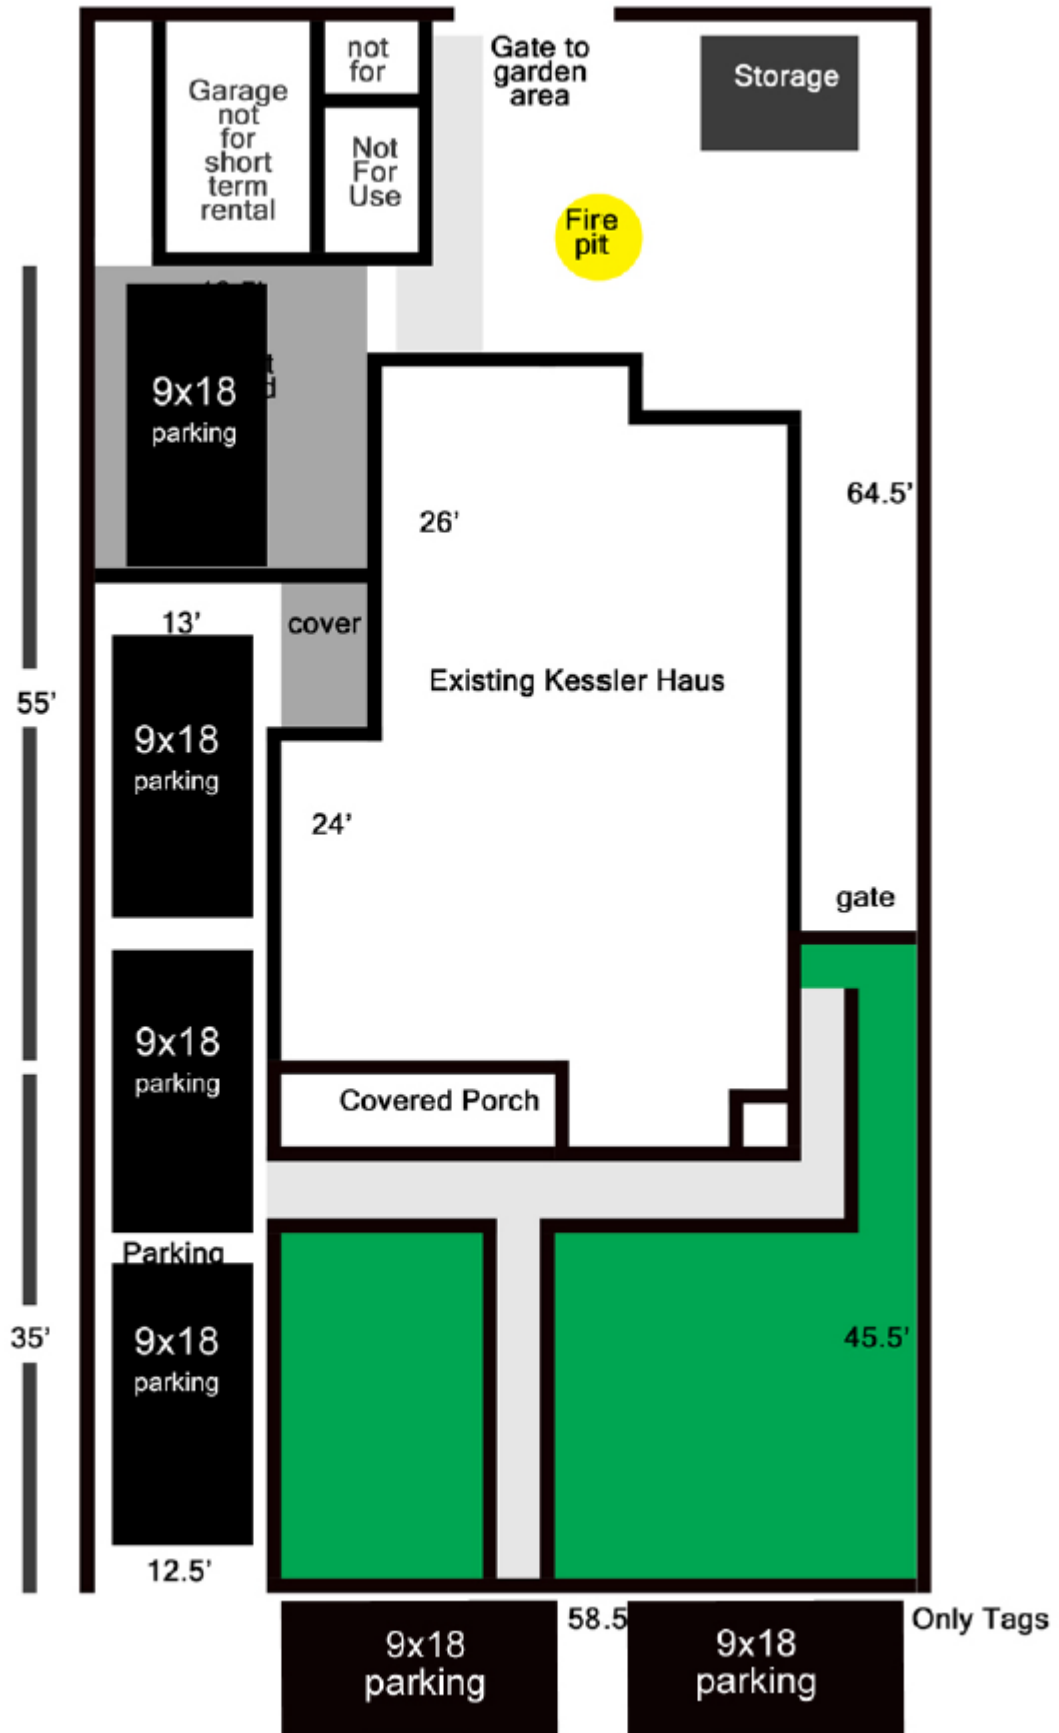 not
for
Gate to
garden
area
Storage
Garage
not
for
short
term
rental
Not
For
Use
Fire
pit
9x18
parking
64.5’
26’
13’
cover
Existing Kessler Haus
55’
9x18
parking
24’
gate
9x18
parking
Covered Porch
Parking
9x18
parking
35’
45.5’
12.5’
58.5
Only Tags
9x18
parking
9x18
parking